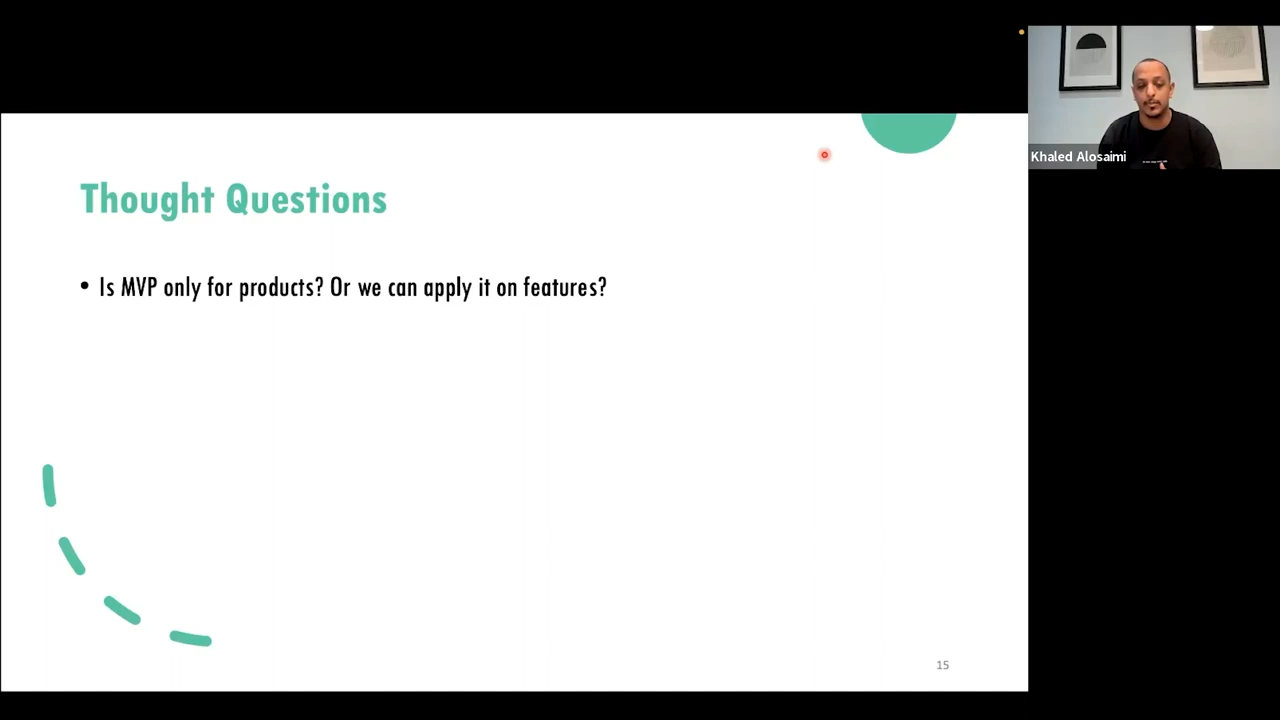 Thought Questions
• Is MVP only for products? Or we can apply it on features?
15
Khaled Alosaimi